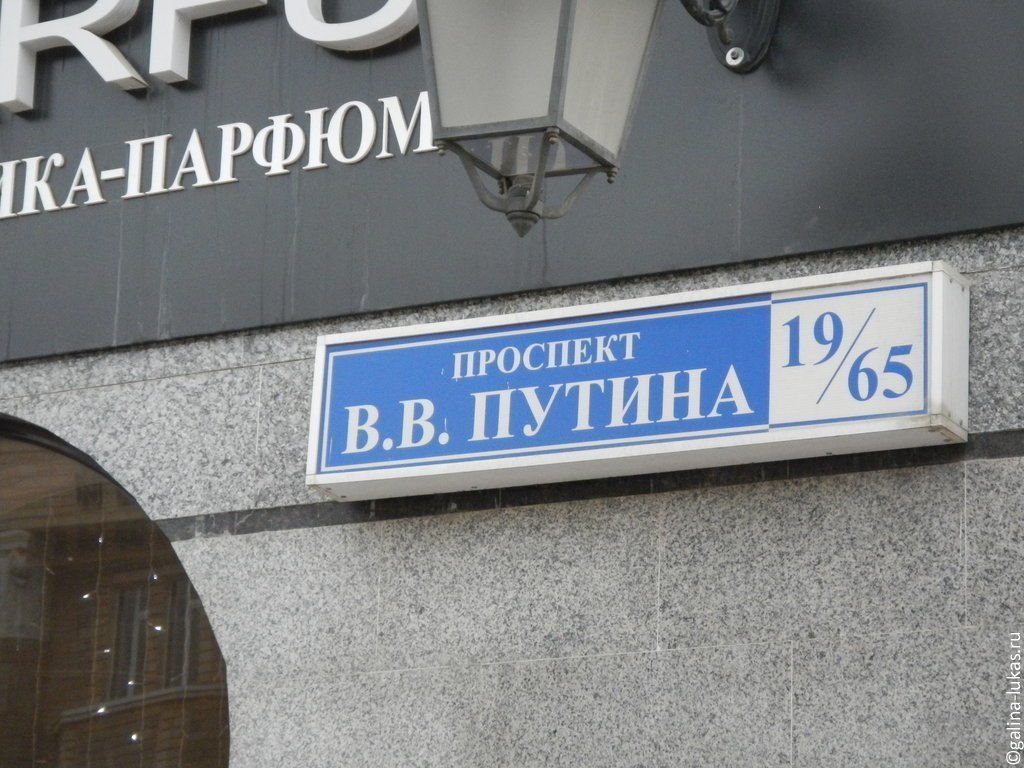 ИКА-ПАРФЮМ
ПРОСПЕКТ
В.В. ПУТИНА
19/65
©galina-lukas.ru